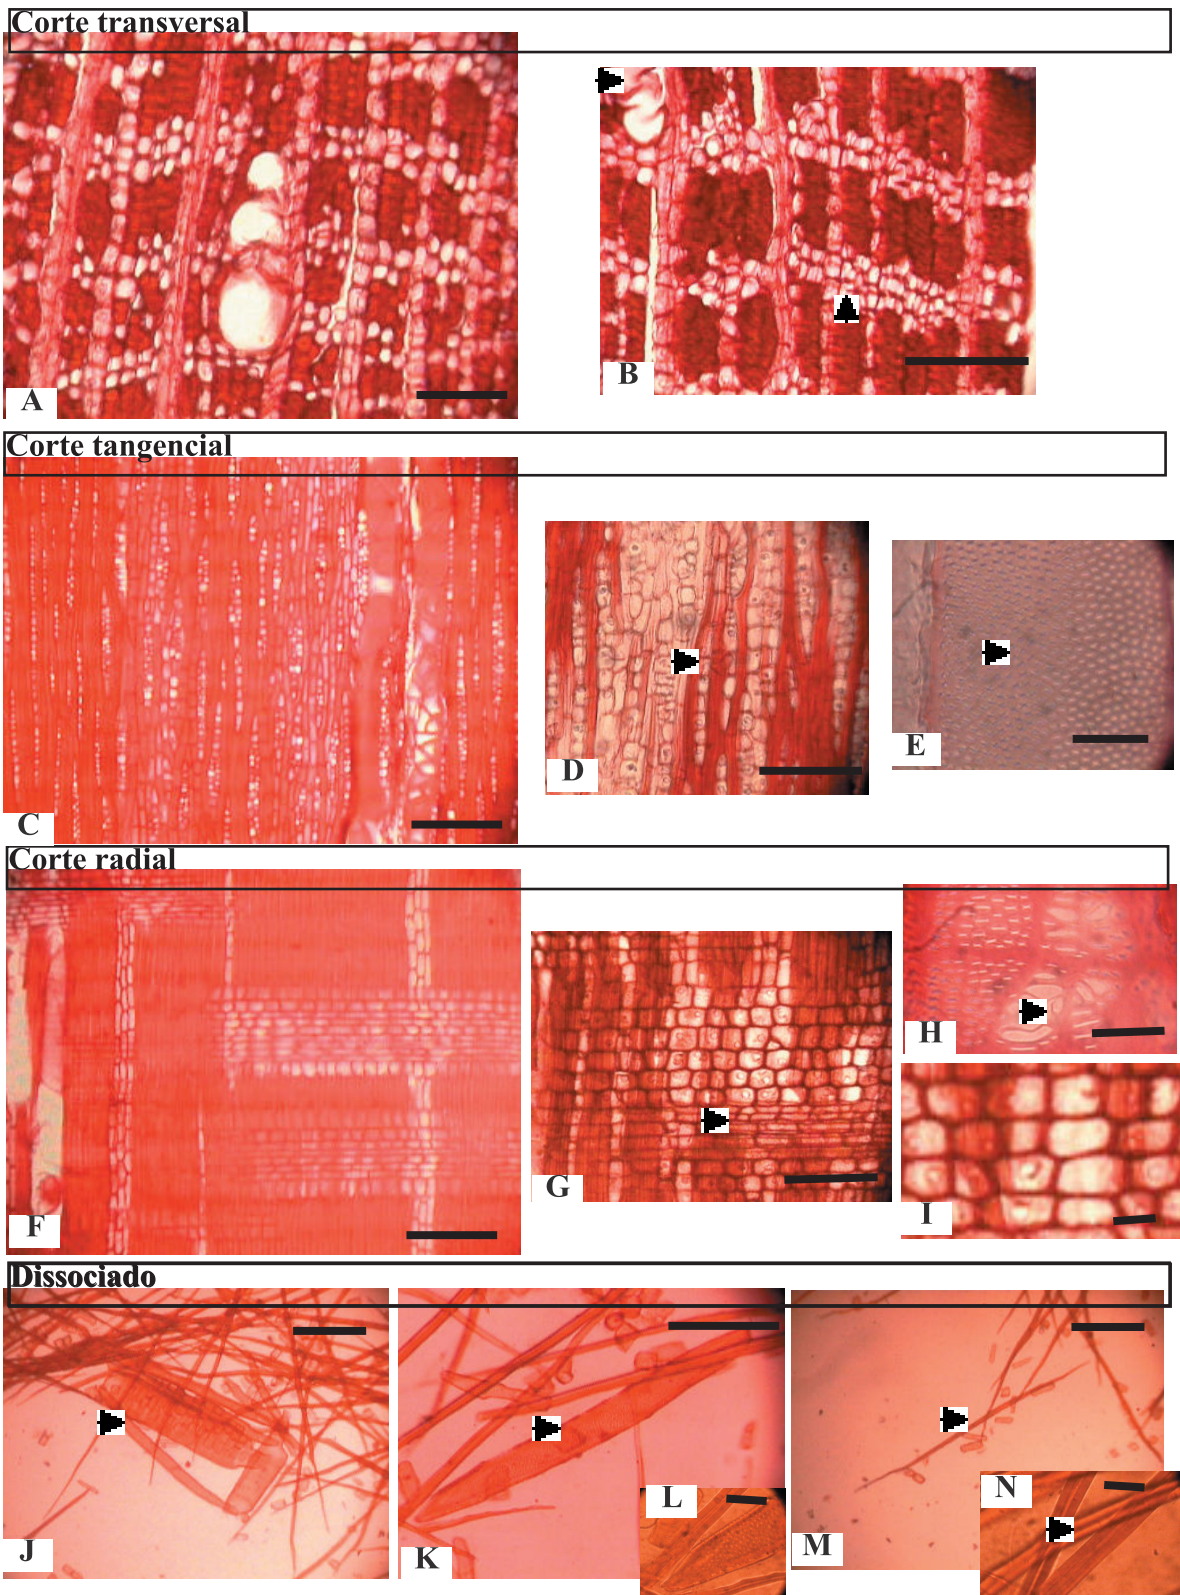 Corte transversal
A
B
Corte tangencial
C
D
E
Corte radial
F
G
H
I
Dissociado
J
K
L
M
N